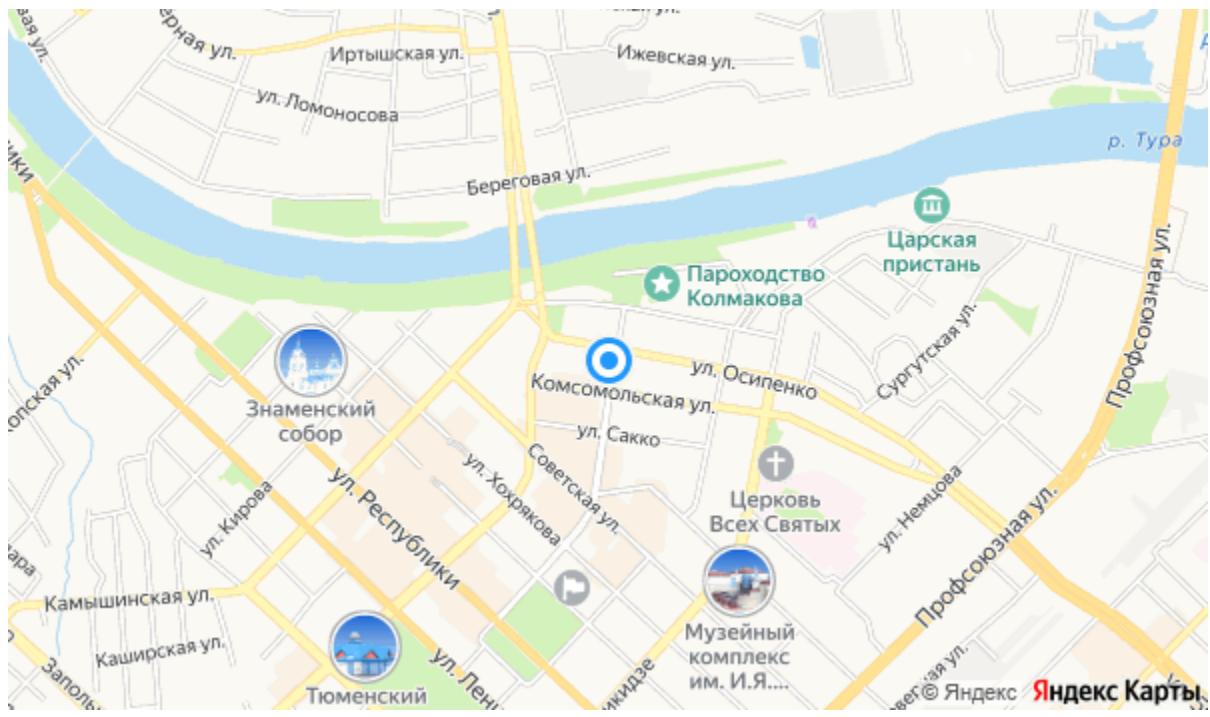 Иртышская ул.
Ижевская ул.
ул. Ломоносова
р. Тура
Береговая ул.
Царская
пристань
Пароходство
Колмакова
Профсоюзная ул.
Сургутская ул.
ул. Осипенко
Комсомольская ул.
Знаменский
собор
ул. Сакко
Советская ул.
ул. Хохрякова
ул. Республики
ул. Кирова
Церковь
Всех Святых
ул. Немцова
Профсоюзная ул.
Камышинская ул.
Каширская ул.
Музейный
комплекс
им. И.Я....
Тюменский
© Яндекс Яндекс Карты